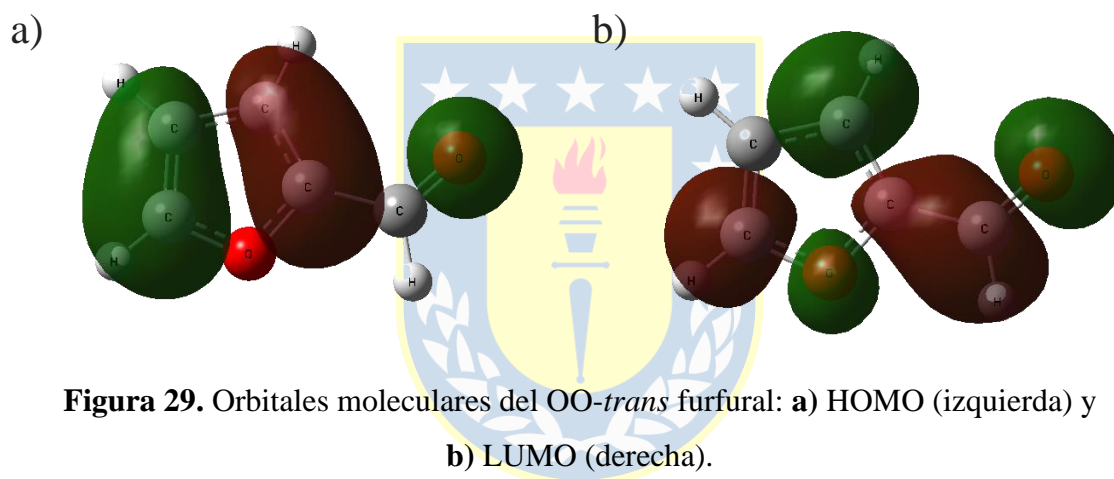 a)
b)
H
H
C
C
C
C
O
C
O
H
H
H
H
C
C
C
C
O
C
O
H
H
Figura 29. Orbitales moleculares del OO-trans furfural: a) HOMO (izquierda) y
b) LUMO (derecha).